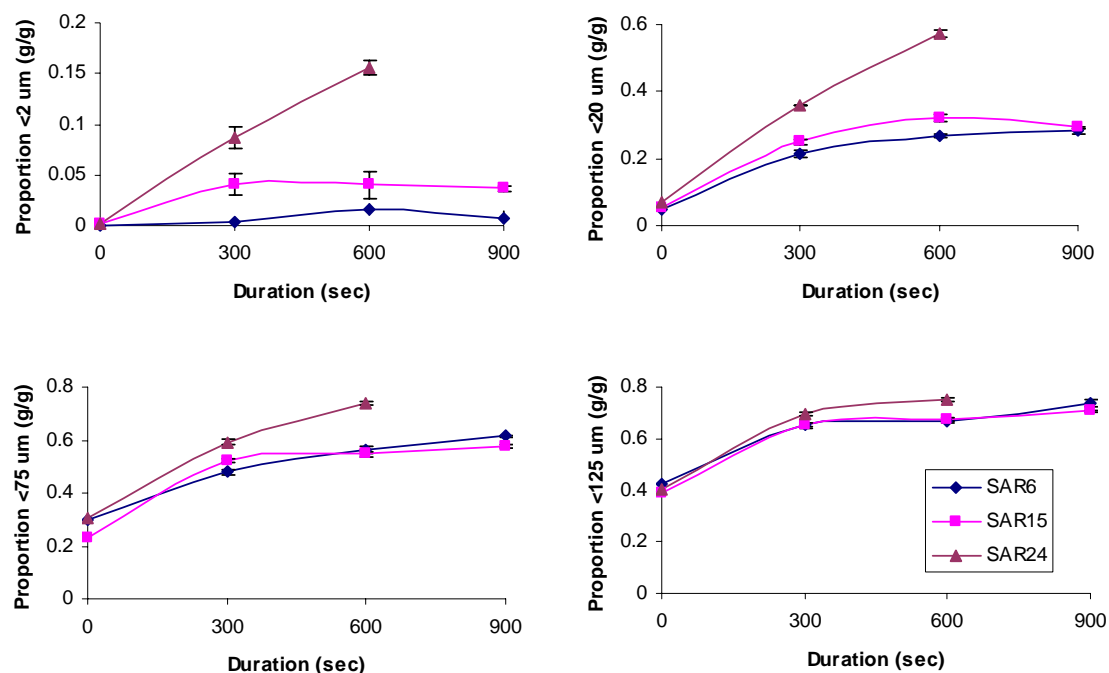 Proportion <2 um (g/g)
0.2
0.15
0.1
0.05
0
0 300 600 900
Duration (sec)
Proportion <20 um (g/g)
0.6
0.4
0.2
0
0 300 600 900
Duration (sec)
Proportion <75 um (g/g)
0.8
0.6
0.4
0.2
0
0 300 600 900
Duration (sec)
Proportion <125 um (g/g)
0.8
0.6
0.4
0.2
0
0 300 600 900
Duration (sec)
SAR6
SAR15
SAR24